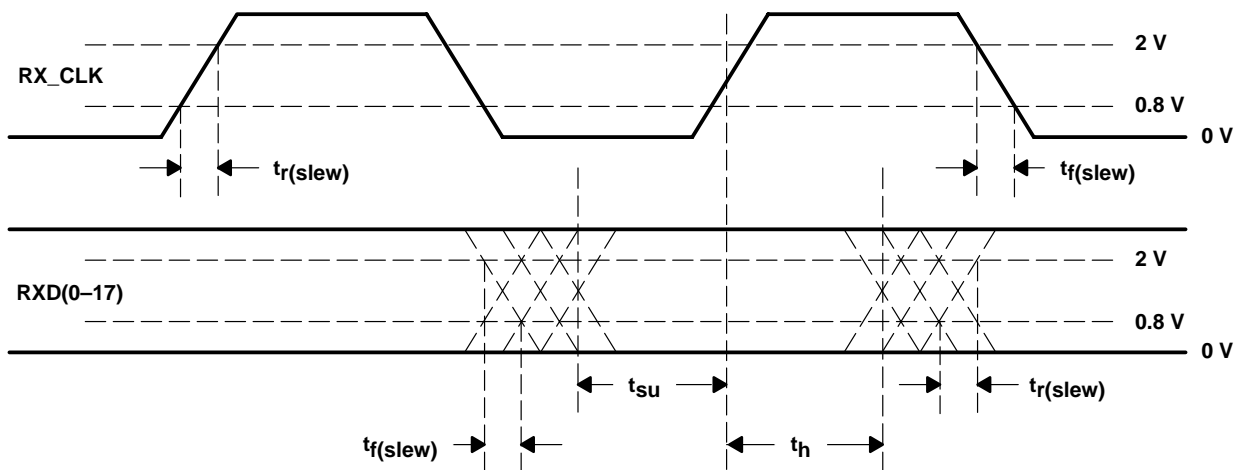 2 V
RX_CLK
0.8 V
0 V
tr(slew)
tf(slew)
2 V
RXD(0–17)
0.8 V
0 V
tsu
tr(slew)
tf(slew)
th